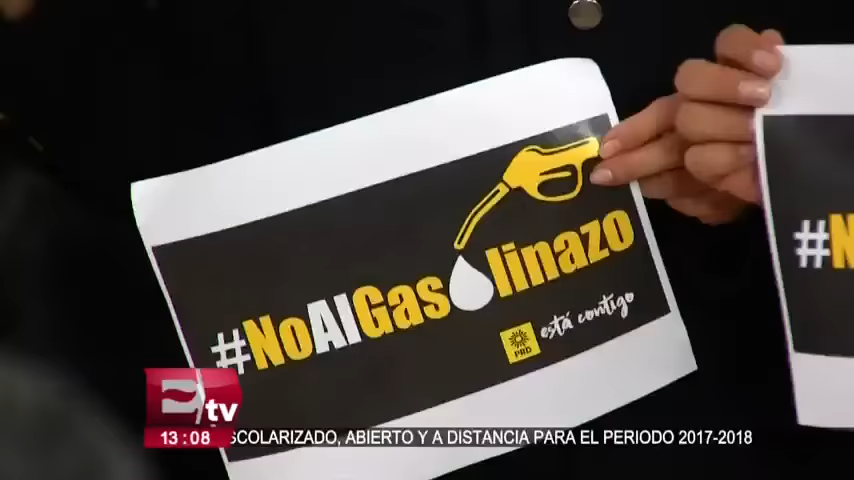 #NoAlGasolinazo
PRD está contigo
#N
tv
13:08 SCOLARIZADO, ABIERTO Y A DISTANCIA PARA EL PERIODO 2017-2018